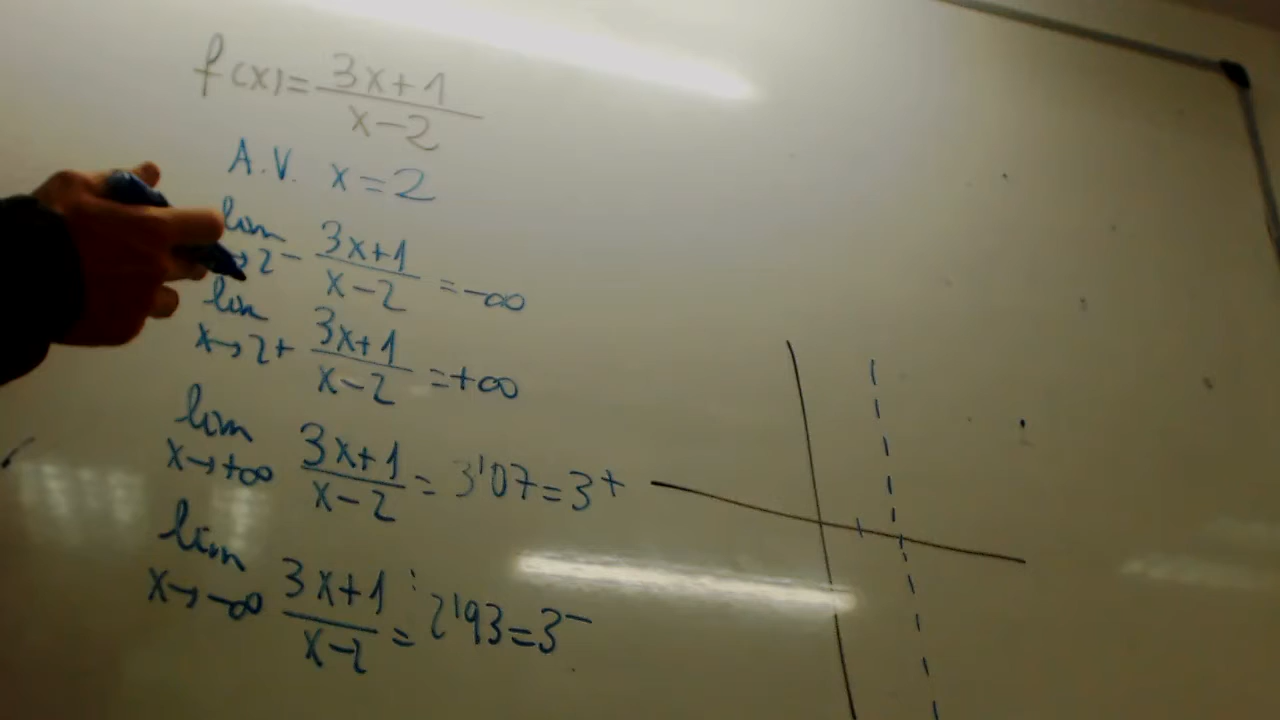 f(x)= 3x+1 / x-2
A.V. x=2
lim x→2- 3x+1 / x-2 = -∞
lim x→2+ 3x+1 / x-2 = +∞
lim x→+∞ 3x+1 / x-2 = 3'07 = 3+
lim x→-∞ 3x+1 / x-2 = 2'93 = 3-